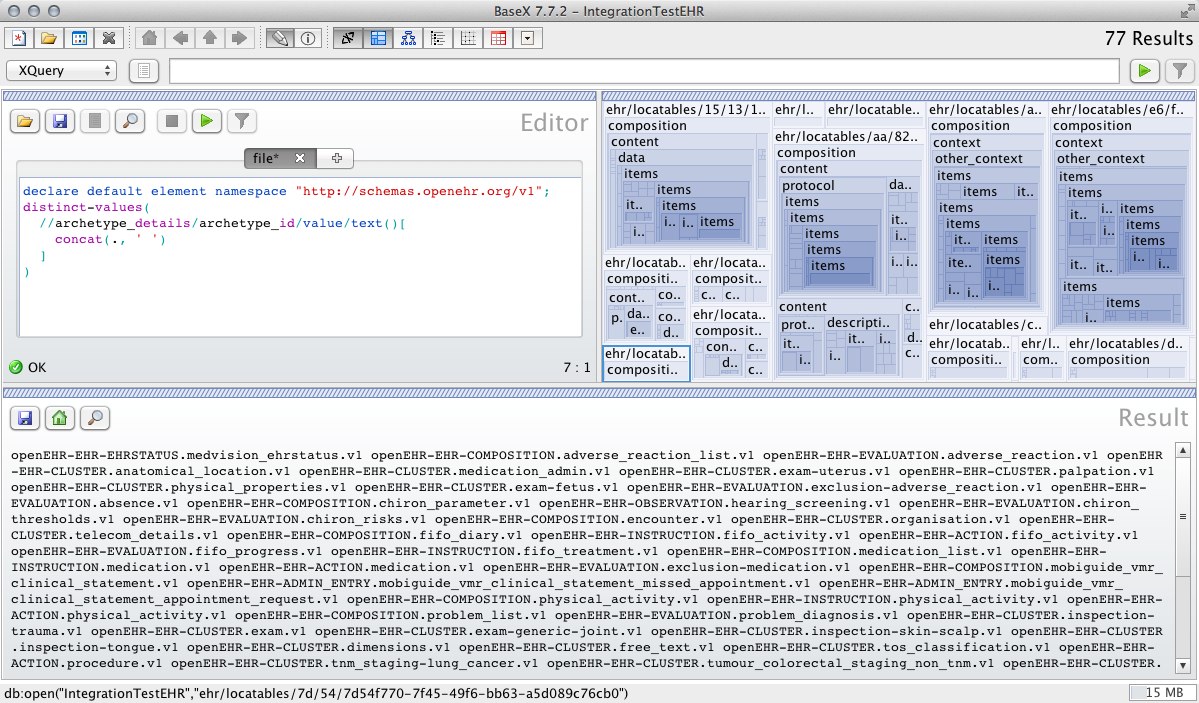 BaseX 7.7.2 – IntegrationTestEHR
77 Results
XQuery
Editor
file*
declare default element namespace "http://schemas.openehr.org/v1";
distinct-values(
//archetype_details/archetype_id/value/text()[
concat(., ' ')
]
)
OK
7 : 1
ehr/locatables/15/13/1..
composition
content
data
items
items
it..
items
i..
i..
items
i..
ehr/locatab..
compositi..
cont..
co..
p.
da..
e..
co..
d..
ehr/locatab..
compositi..
ehr/locata..
compositi..
c..
c..
ehr/locata..
compositi..
con..
c..
d..
c..
ehr/l..
ehr/locatable..
ehr/locatables/aa/82..
composition
content
protocol
da..
items
items
it..
items
i..
items
items
i..
i..
content
c..
prot..
descripti..
it..
it..
i..
d..
i..
i..
c..
ehr/locatables/a..
composition
context
other_context
items
items
it..
items
items
it..
items
ite..
items
i..
i..
i..
ehr/locatables/c..
ehr/locatab..
compositi..
ehr/l..
com..
ehr/locatables/d..
composition
ehr/locatables/e6/f..
composition
context
other_context
items
items
it..
i..
items
i..
items
items
i..
i..
it..
it..
items
items
i..
Result
openEHR-EHR-EHRSTATUS.medvision_ehrstatus.v1 openEHR-EHR-COMPOSITION.adverse_reaction_list.v1 openEHR-EHR-EVALUATION.adverse_reaction.v1 openEHR
-EHR-CLUSTER.anatomical_location.v1 openEHR-EHR-CLUSTER.medication_admin.v1 openEHR-EHR-CLUSTER.exam-uterus.v1 openEHR-EHR-CLUSTER.palpation.v1
openEHR-EHR-CLUSTER.physical_properties.v1 openEHR-EHR-CLUSTER.exam-fetus.v1 openEHR-EHR-EVALUATION.exclusion-adverse_reaction.v1 openEHR-EHR-
EVALUATION.absence.v1 openEHR-EHR-COMPOSITION.chiron_parameter.v1 openEHR-EHR-OBSERVATION.hearing_screening.v1 openEHR-EHR-EVALUATION.chiron_
thresholds.v1 openEHR-EHR-EVALUATION.chiron_risks.v1 openEHR-EHR-COMPOSITION.encounter.v1 openEHR-EHR-CLUSTER.organisation.v1 openEHR-EHR-
CLUSTER.telecom_details.v1 openEHR-EHR-COMPOSITION.fifo_diary.v1 openEHR-EHR-INSTRUCTION.fifo_activity.v1 openEHR-EHR-ACTION.fifo_activity.v1
openEHR-EHR-EVALUATION.fifo_progress.v1 openEHR-EHR-INSTRUCTION.fifo_treatment.v1 openEHR-EHR-COMPOSITION.medication_list.v1 openEHR-EHR-
INSTRUCTION.medication.v1 openEHR-EHR-ACTION.medication.v1 openEHR-EHR-EVALUATION.exclusion-medication.v1 openEHR-EHR-COMPOSITION.mobiguide_vmr_
clinical_statement.v1 openEHR-EHR-ADMIN_ENTRY.mobiguide_vmr_clinical_statement_missed_appointment.v1 openEHR-EHR-ADMIN_ENTRY.mobiguide_vmr_
clinical_statement_appointment_request.v1 openEHR-EHR-COMPOSITION.physical_activity.v1 openEHR-EHR-INSTRUCTION.physical_activity.v1 openEHR-EHR-
ACTION.physical_activity.v1 openEHR-EHR-COMPOSITION.problem_list.v1 openEHR-EHR-EVALUATION.problem_diagnosis.v1 openEHR-EHR-CLUSTER.inspection-
trauma.v1 openEHR-EHR-CLUSTER.exam.v1 openEHR-EHR-CLUSTER.exam-generic-joint.v1 openEHR-EHR-CLUSTER.inspection-skin-scalp.v1 openEHR-EHR-CLUSTER
.inspection-tongue.v1 openEHR-EHR-CLUSTER.dimensions.v1 openEHR-EHR-CLUSTER.free_text.v1 openEHR-EHR-CLUSTER.tos_classification.v1 openEHR-EHR-
ACTION.procedure.v1 openEHR-EHR-CLUSTER.tnm_staging-lung_cancer.v1 openEHR-EHR-CLUSTER.tumour_colorectal_staging_non_tnm.v1 openEHR-EHR-CLUSTER.
db:open("IntegrationTestEHR","ehr/locatables/7d/54/7d54f770-7f45-49f6-bb63-a5d089c76cb0")
15 MB